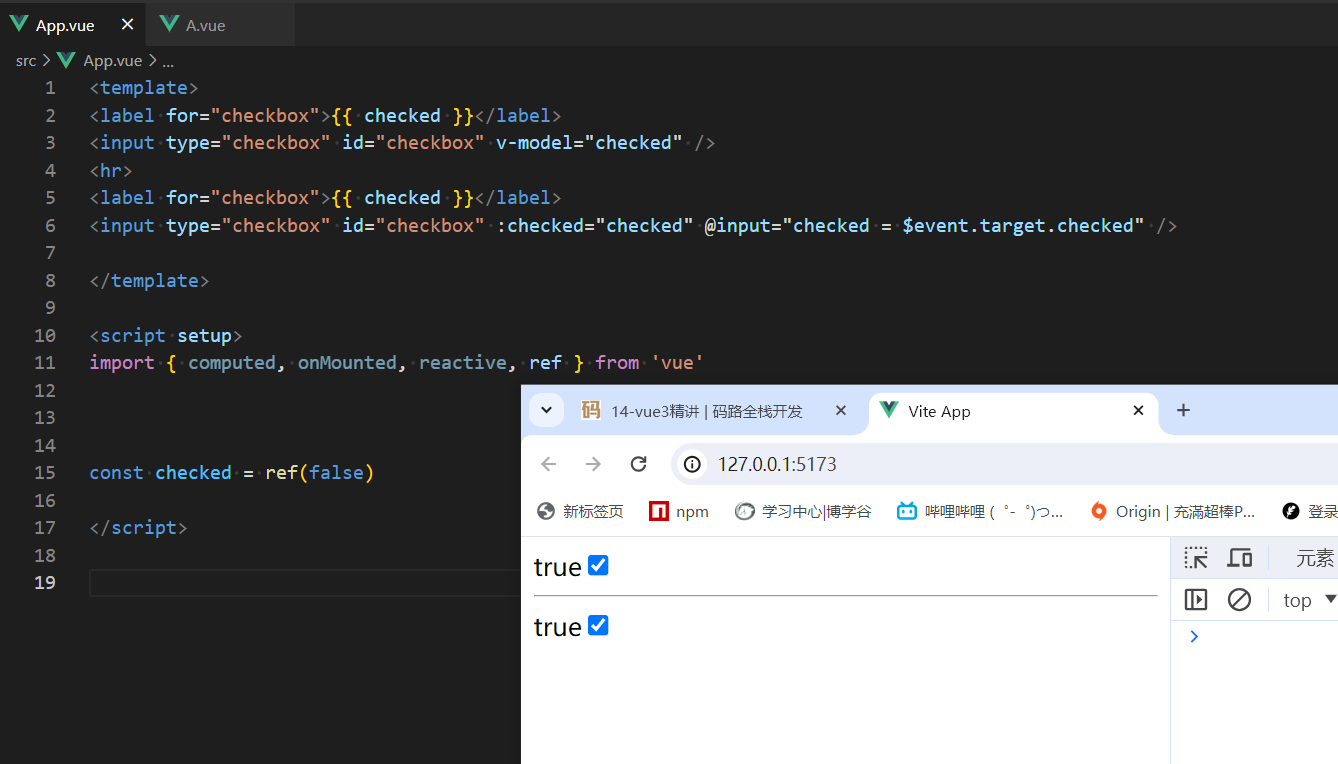 App.vue
A.vue
src > App.vue > ...
1 <template>
2 <label for="checkbox">{{ checked }}</label>
3 <input type="checkbox" id="checkbox" v-model="checked" />
4 <hr>
5 <label for="checkbox">{{ checked }}</label>
6 <input type="checkbox" id="checkbox" :checked="checked" @input="checked = $event.target.checked" />
7
8 </template>
9
10 <script setup>
11 import { computed, onMounted, reactive, ref } from 'vue'
12
13
14
15 const checked = ref(false)
16
17 </script>
18
19
码 14-vue3精讲 | 码路全栈开发
Vite App
127.0.0.1:5173
新标签页 npm 学习中心|博学谷 哔哩哔哩 ( ゜- ゜)つ... Origin | 充满超棒P... 登录
true
true
元素
top